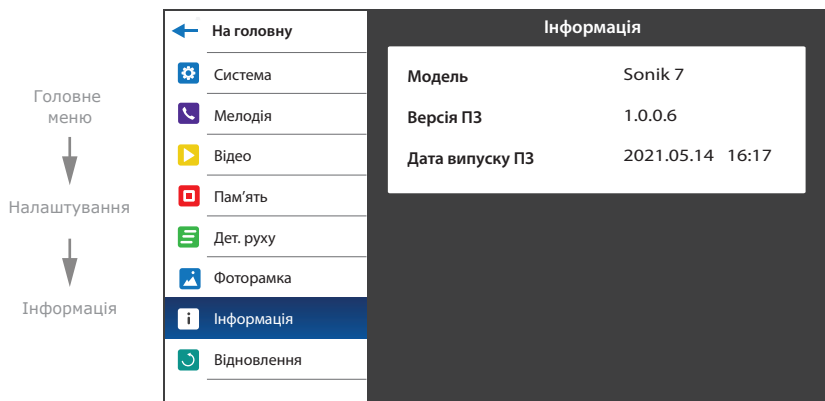 Головне
меню
Налаштування
Інформація
На головну
Система
Мелодія
Відео
Пам’ять
Дет. руху
Фоторамка
Інформація
Відновлення
Інформація
Модель Sonik 7
Версія ПЗ 1.0.0.6
Дата випуску ПЗ 2021.05.14 16:17